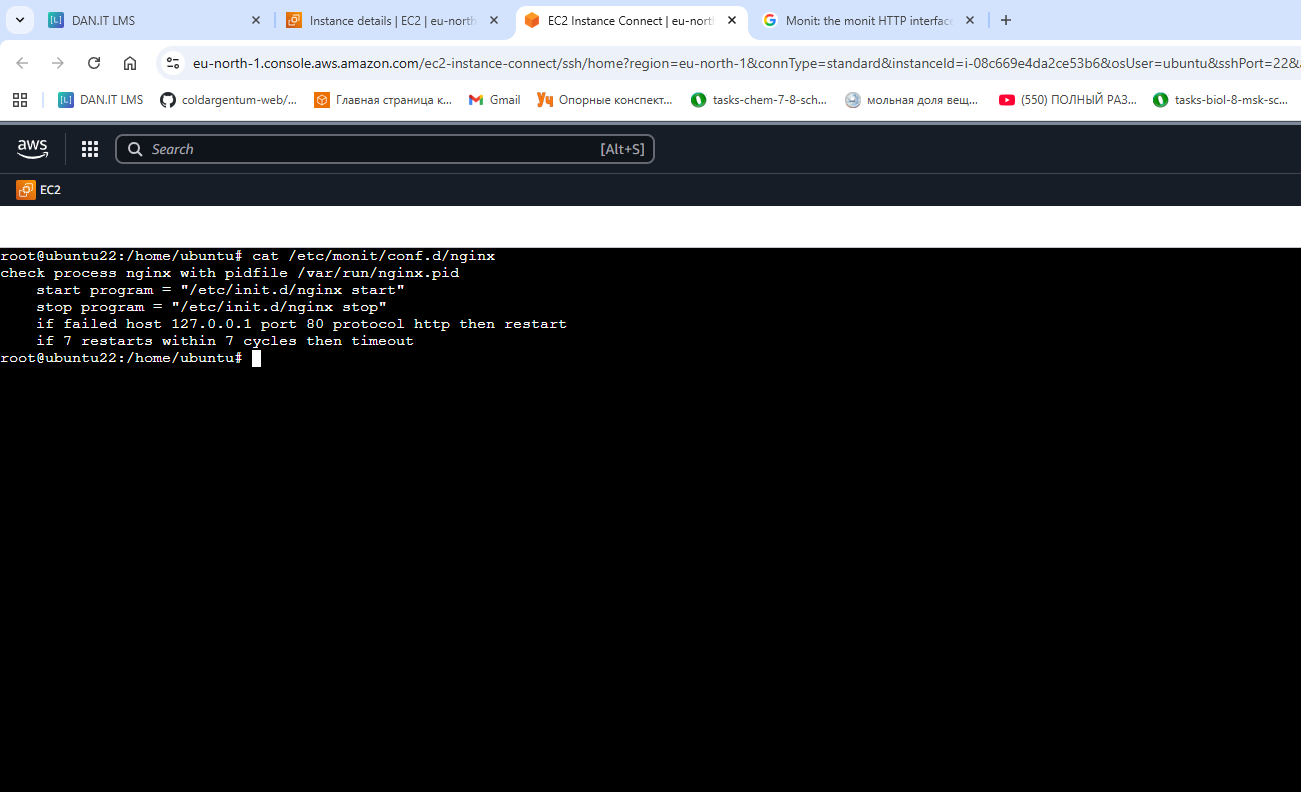 DAN.IT LMS
Instance details | EC2 | eu-north
EC2 Instance Connect | eu-north
Monit: the monit HTTP interface
eu-north-1.console.aws.amazon.com/ec2-instance-connect/ssh/home?region=eu-north-1&connType=standard&instanceId=i-08c669e4da2ce53b6&osUser=ubuntu&sshPort=22&
DAN.IT LMS
coldargentum-web/...
Главная страница к...
Gmail
Опорные конспект...
tasks-chem-7-8-sch...
мольная доля вещ...
(550) ПОЛНЫЙ РАЗ...
tasks-biol-8-msk-sc...
aws
Search
[Alt+S]
EC2
root@ubuntu22:/home/ubuntu# cat /etc/monit/conf.d/nginx
check process nginx with pidfile /var/run/nginx.pid
    start program = "/etc/init.d/nginx start"
    stop program = "/etc/init.d/nginx stop"
    if failed host 127.0.0.1 port 80 protocol http then restart
    if 7 restarts within 7 cycles then timeout
root@ubuntu22:/home/ubuntu#